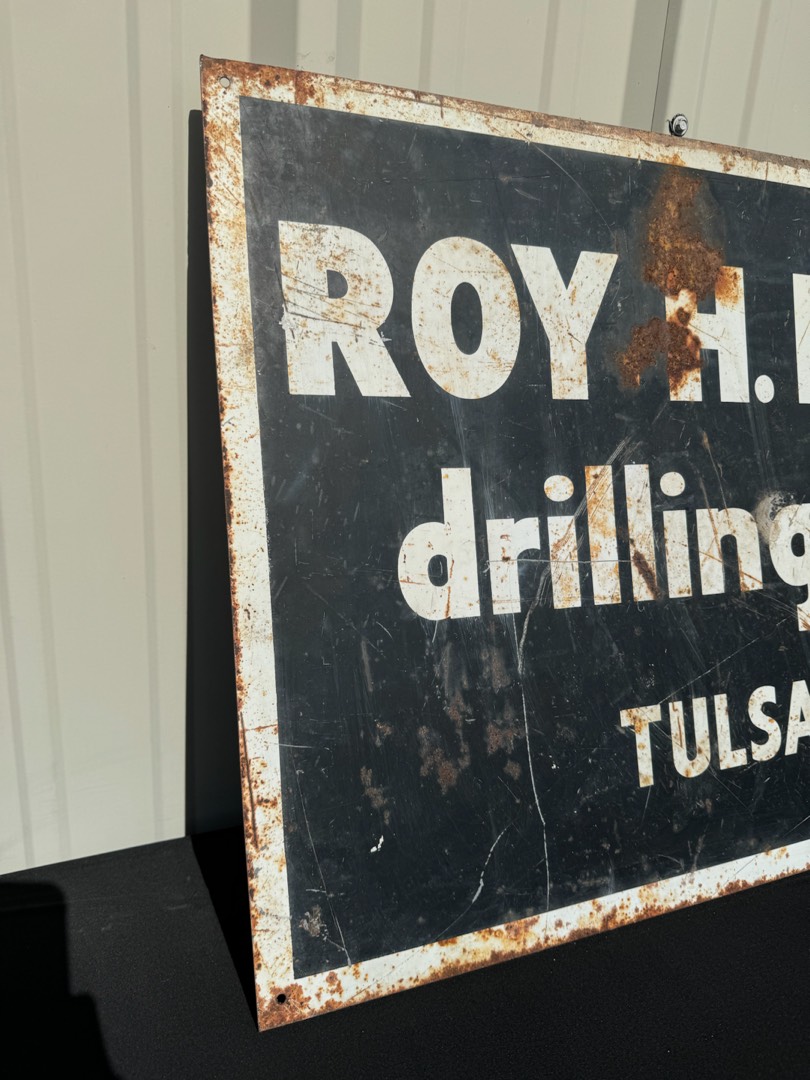 ROY H.
drilling
TULSA